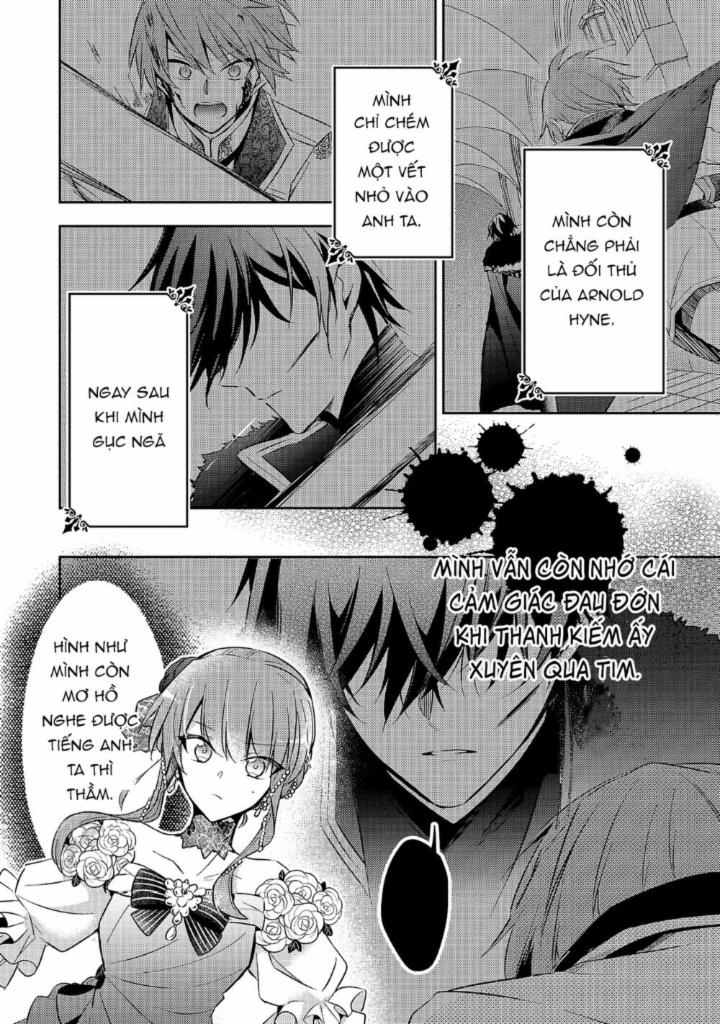 MÌNH CÒN
CHẲNG PHẢI
LÀ ĐỐI THỦ
CỦA ARNOLD
HYNE.
MÌNH
CHỈ CHÉM
ĐƯỢC
MỘT VẾT
NHỎ VÀO
ANH TA.
NGAY SAU
KHI MÌNH
GỤC NGÃ
MÌNH VẪN CÒN NHỚ CÁI
CẢM GIÁC ĐAU ĐỚN
KHI THANH KIẾM ẤY
XUYÊN QUA TIM.
HÌNH NHƯ
MÌNH CÒN
MƠ HỒ
NGHE ĐƯỢC
TIẾNG ANH
TA THÌ
THẦM.